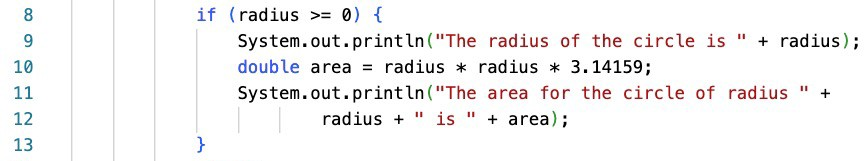 8 if (radius >= 0) {
9 System.out.println("The radius of the circle is " + radius);
10 double area = radius * radius * 3.14159;
11 System.out.println("The area for the circle of radius " +
12 radius + " is " + area);
13 }